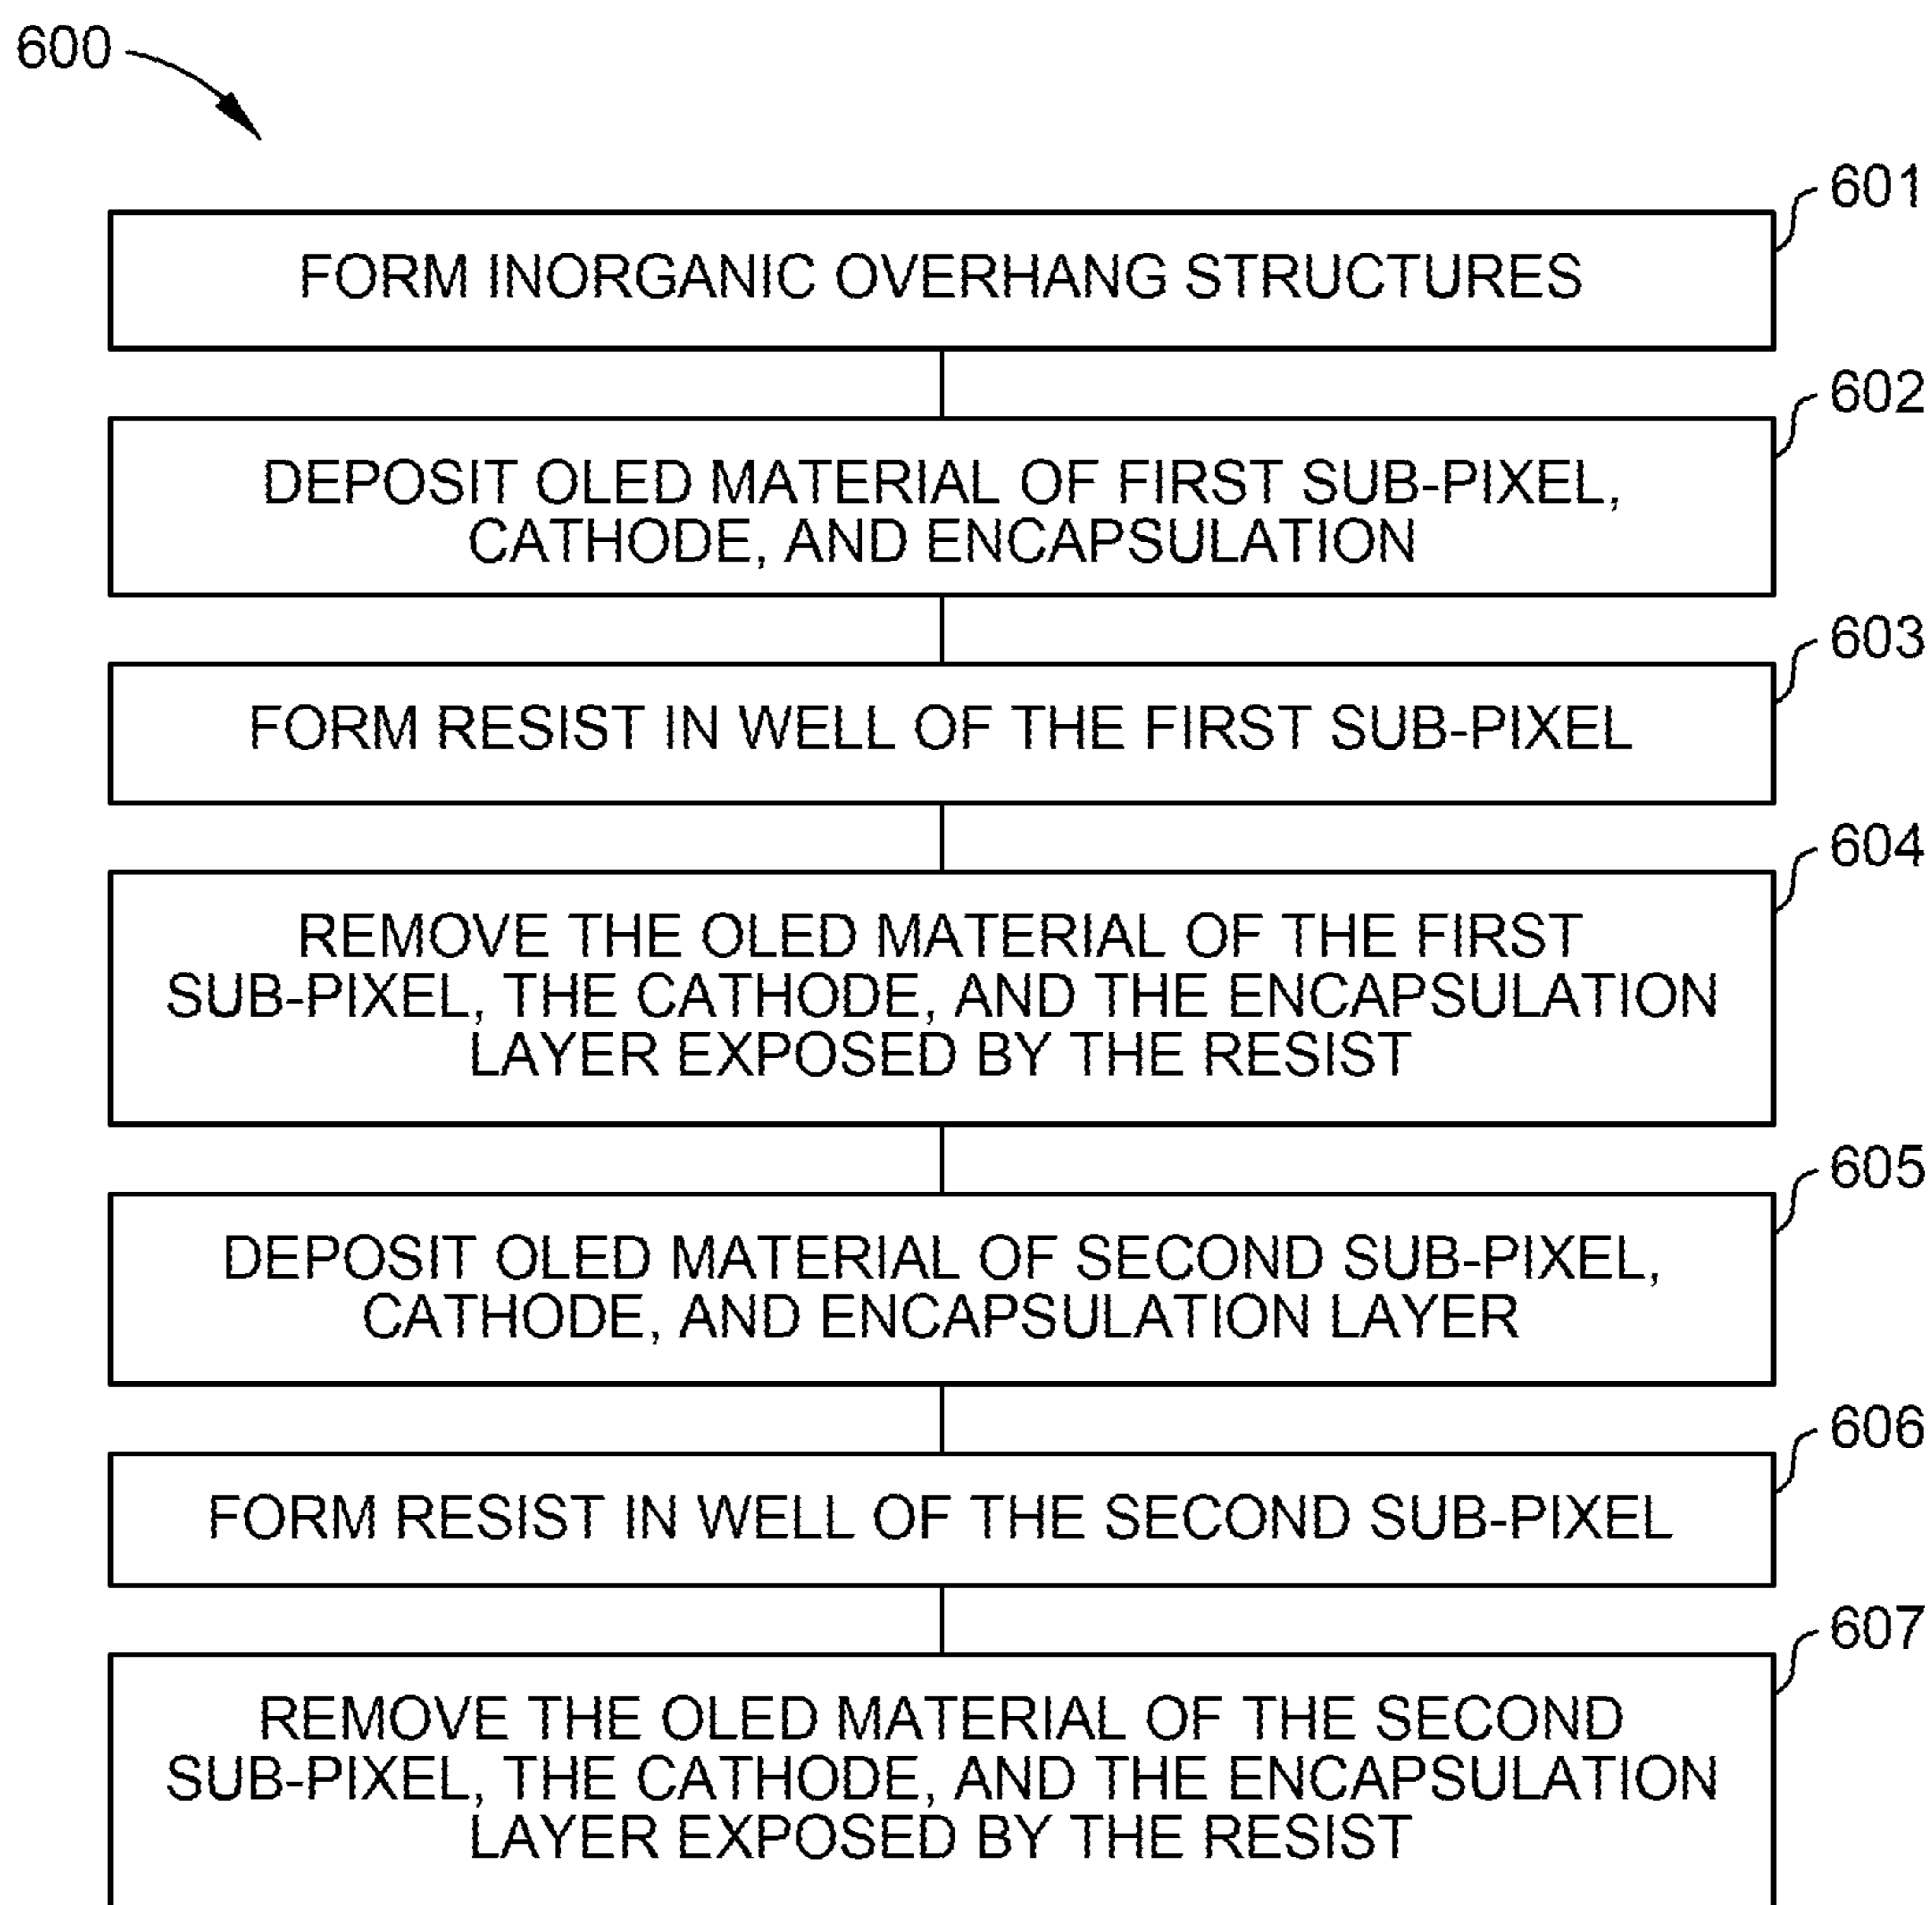 600
601
FORM INORGANIC OVERHANG STRUCTURES
602
DEPOSIT OLED MATERIAL OF FIRST SUB-PIXEL,
CATHODE, AND ENCAPSULATION
603
FORM RESIST IN WELL OF THE FIRST SUB-PIXEL
604
REMOVE THE OLED MATERIAL OF THE FIRST
SUB-PIXEL, THE CATHODE, AND THE ENCAPSULATION
LAYER EXPOSED BY THE RESIST
605
DEPOSIT OLED MATERIAL OF SECOND SUB-PIXEL,
CATHODE, AND ENCAPSULATION LAYER
606
FORM RESIST IN WELL OF THE SECOND SUB-PIXEL
607
REMOVE THE OLED MATERIAL OF THE SECOND
SUB-PIXEL, THE CATHODE, AND THE ENCAPSULATION
LAYER EXPOSED BY THE RESIST